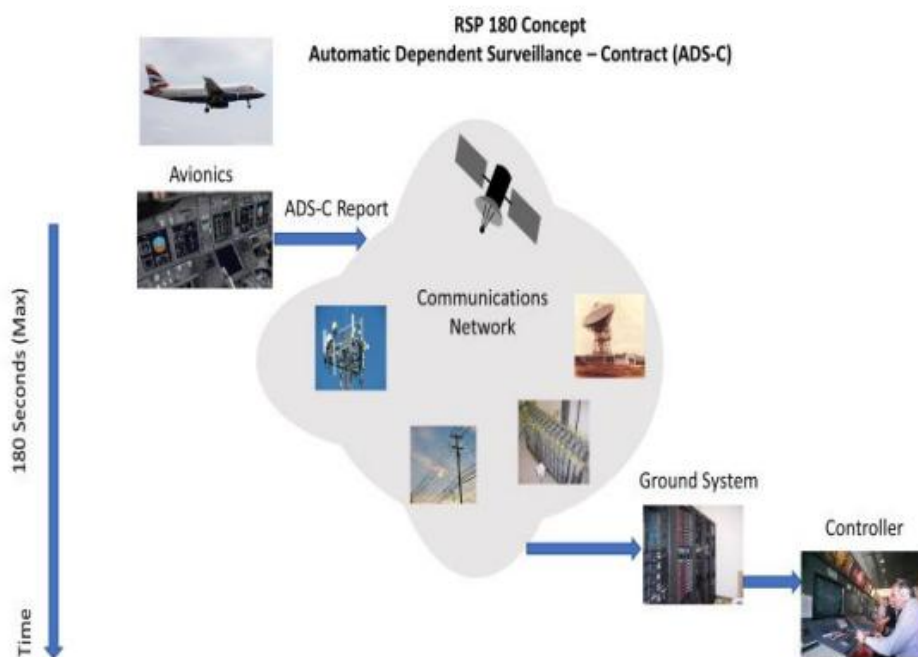 RSP 180 Concept
Automatic Dependent Surveillance – Contract (ADS-C)
Avionics
ADS-C Report
Communications
Network
180 Seconds (Max)
Ground System
Controller
Time